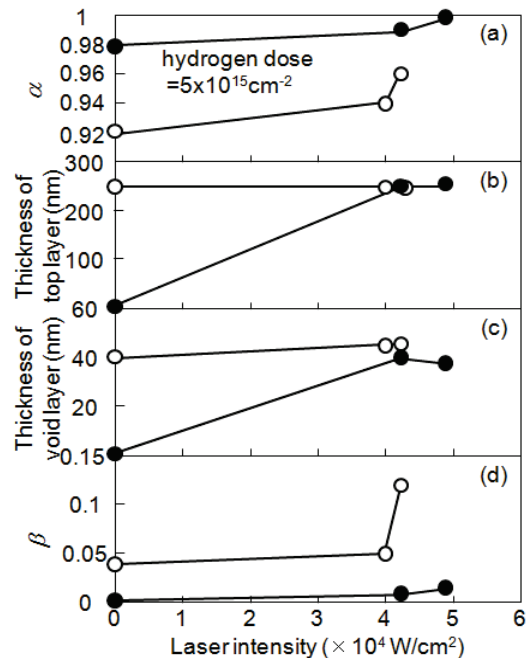 1
0.98
0.96
0.94
0.92
α
(a)
hydrogen dose
=5x10¹⁵cm⁻²
300
200
100
60
Thickness of
top layer (nm)
(b)
40
20
0.15
Thickness of
void layer (nm)
(c)
0.1
0.05
0
β
(d)
0 1 2 3 4 5 6
Laser intensity (× 10⁴ W/cm²)